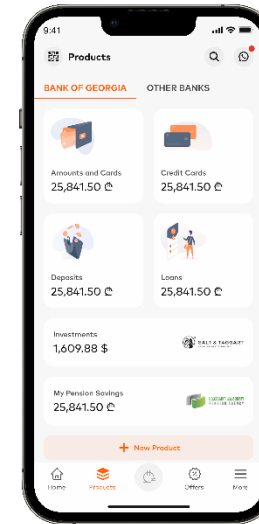 9:41
Products
BANK OF GEORGIA OTHER BANKS
Amounts and Cards
25,841.50 ₾
Credit Cards
25,841.50 ₾
Deposits
25,841.50 ₾
Loans
25,841.50 ₾
Investments
1,609.88 $
GALT & TAGGART
My Pension Savings
25,841.50 ₾
+ New Product
Home Products Offers More